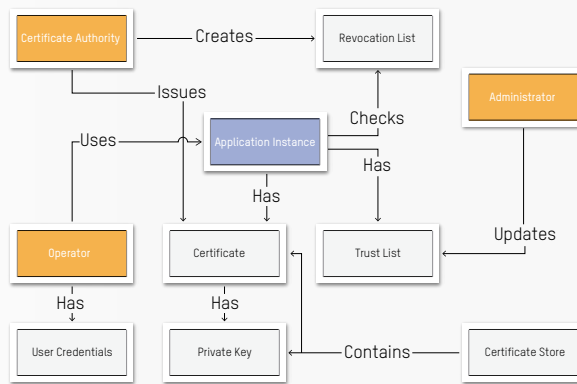 Certificate Authority
Creates
Revocation List
Issues
Administrator
Checks
Uses
Application Instance
Has
Has
Updates
Operator
Certificate
Trust List
Has
Has
User Credentials
Private Key
Contains
Certificate Store